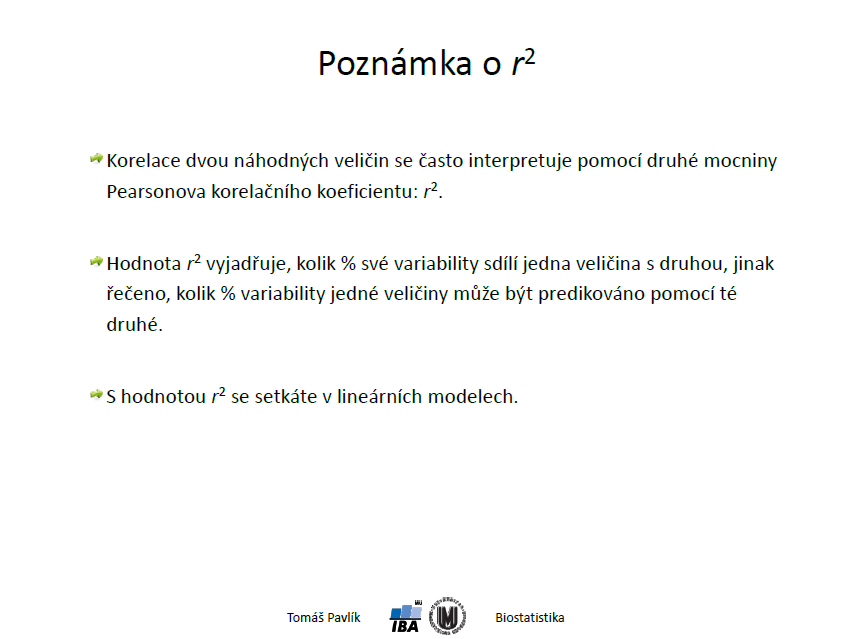 Poznámka o r²
Korelace dvou náhodných veličin se často interpretuje pomocí druhé mocniny
Pearsonova korelačního koeficientu: r².
Hodnota r² vyjadřuje, kolik % své variability sdílí jedna veličina s druhou, jinak
řečeno, kolik % variability jedné veličiny může být predikováno pomocí té
druhé.
S hodnotou r² se setkáte v lineárních modelech.
Tomáš Pavlík
IBA
Biostatistika